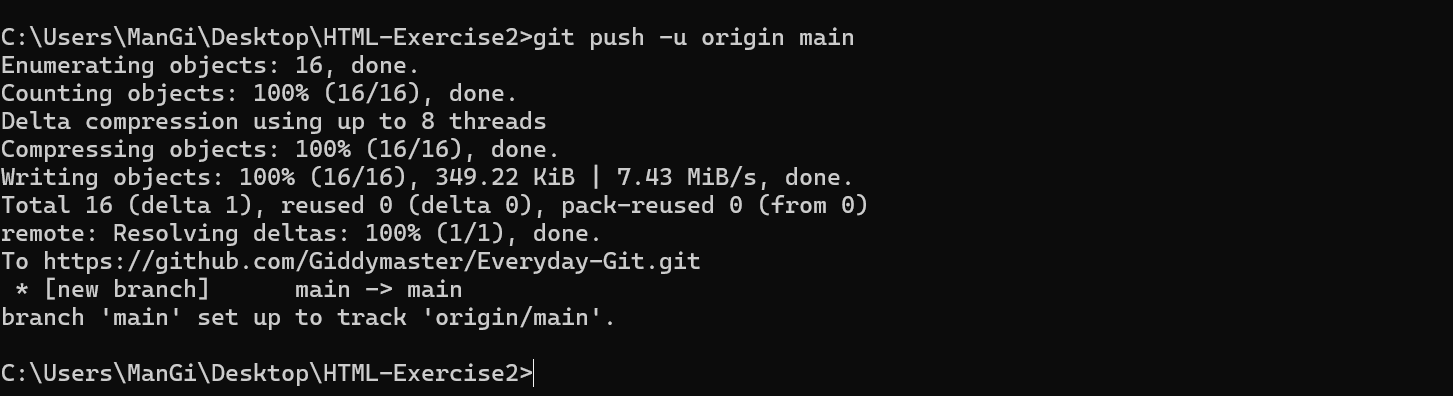 C:\Users\ManGi\Desktop\HTML-Exercise2>git push -u origin main
Enumerating objects: 16, done.
Counting objects: 100% (16/16), done.
Delta compression using up to 8 threads
Compressing objects: 100% (16/16), done.
Writing objects: 100% (16/16), 349.22 KiB | 7.43 MiB/s, done.
Total 16 (delta 1), reused 0 (delta 0), pack-reused 0 (from 0)
remote: Resolving deltas: 100% (1/1), done.
To https://github.com/Giddymaster/Everyday-Git.git
 * [new branch]      main -> main
branch 'main' set up to track 'origin/main'.
C:\Users\ManGi\Desktop\HTML-Exercise2>